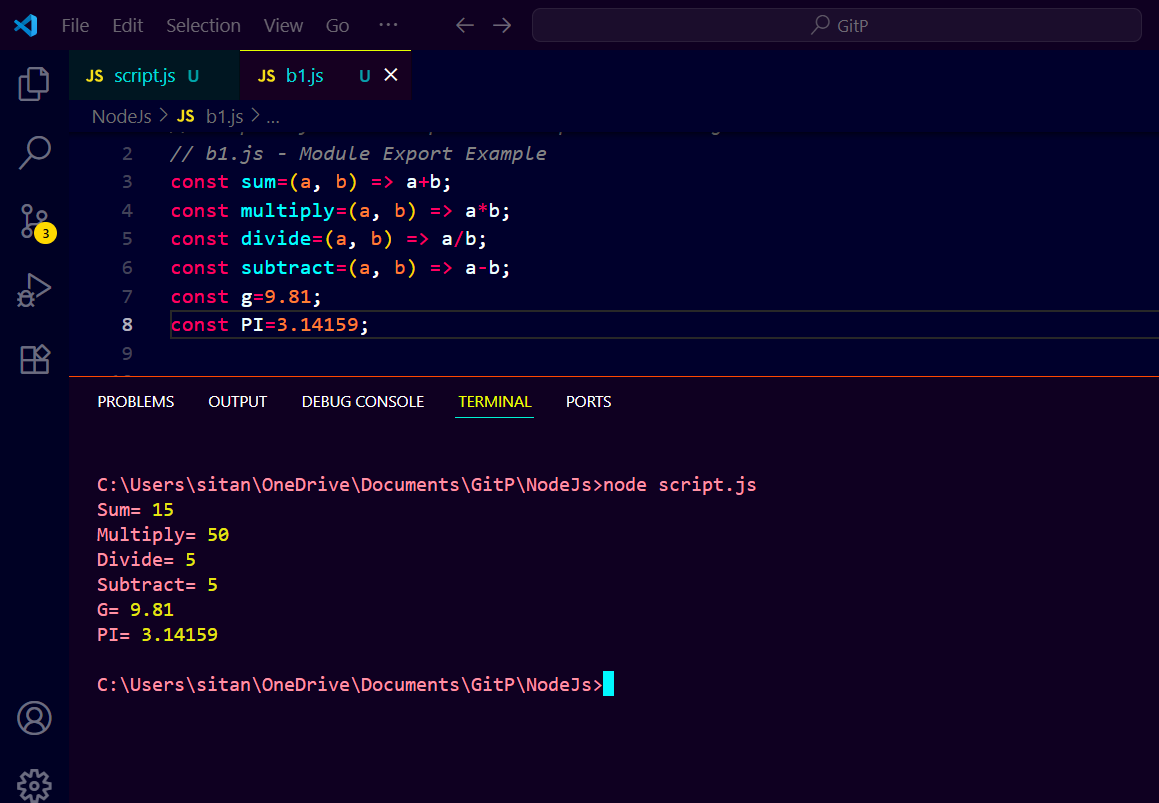 File Edit Selection View Go ··· GitP
JS script.js U JS b1.js U
NodeJs > JS b1.js > ...
2 // b1.js - Module Export Example
3 const sum=(a, b) => a+b;
4 const multiply=(a, b) => a*b;
5 const divide=(a, b) => a/b;
6 const subtract=(a, b) => a-b;
7 const g=9.81;
8 const PI=3.14159;
9
3
PROBLEMS OUTPUT DEBUG CONSOLE TERMINAL PORTS
C:\Users\sitan\OneDrive\Documents\GitP\NodeJs>node script.js
Sum= 15
Multiply= 50
Divide= 5
Subtract= 5
G= 9.81
PI= 3.14159
C:\Users\sitan\OneDrive\Documents\GitP\NodeJs>